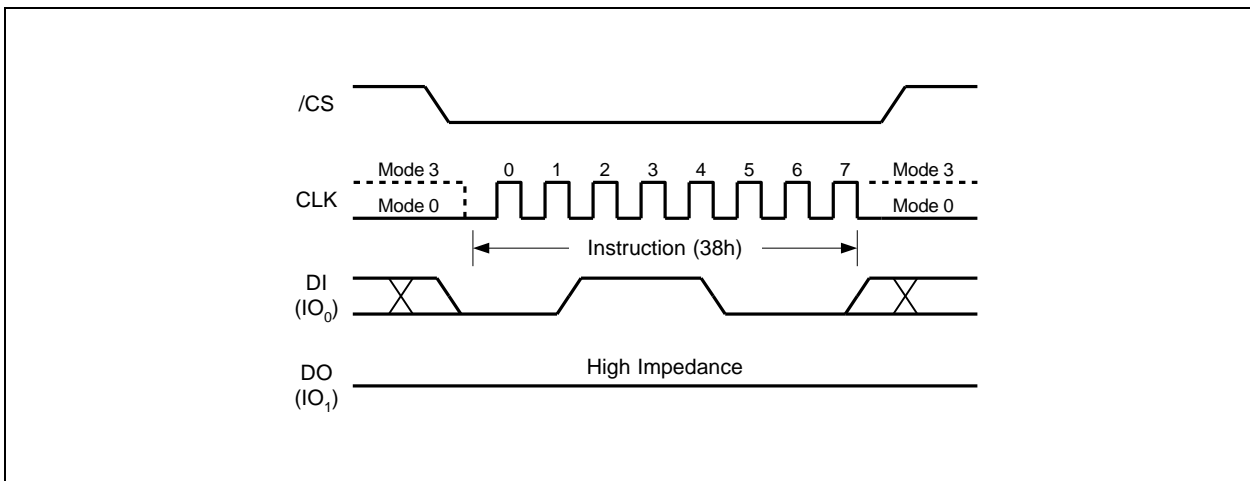 /CS
Mode 3 0 1 2 3 4 5 6 7 Mode 3
CLK
Mode 0 Mode 0
Instruction (38h)
DI
(IO0)
High Impedance
DO
(IO1)